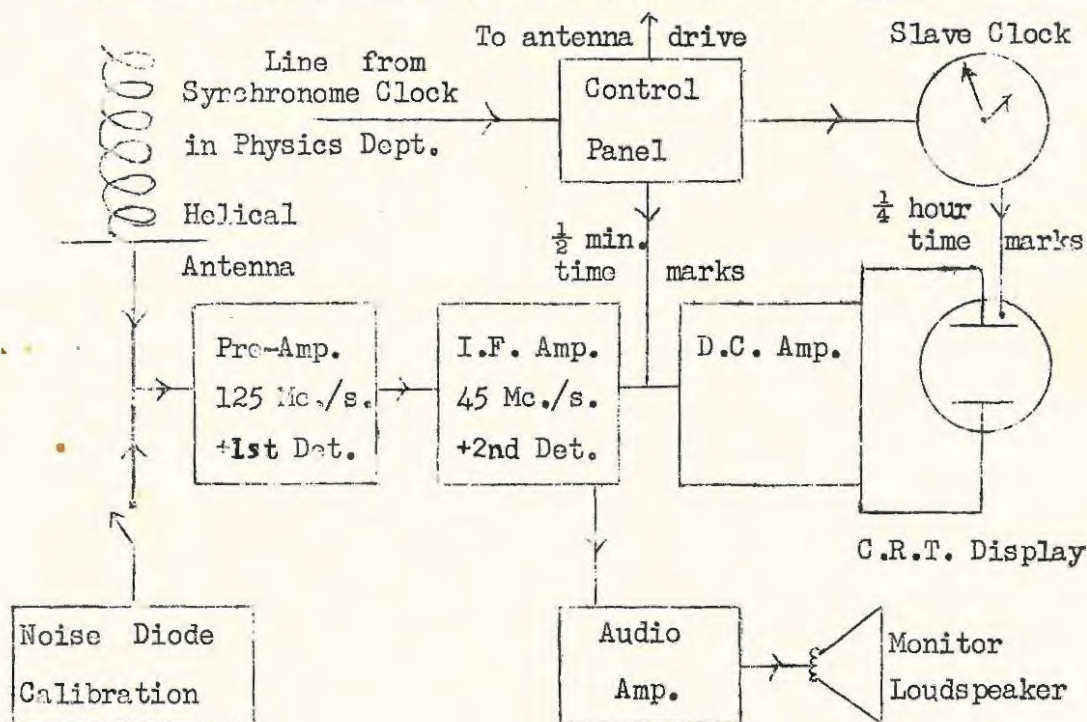 To antenna drive
Slave Clock
Line from
Synchronome Clock
in Physics Dept.
Control
Panel
Helical
Antenna
1/2 min.
time marks
1/4 hour
time marks
Pre-Amp.
125 Mc./s.
+1st Det.
I.F. Amp.
45 Mc./s.
+2nd Det.
D.C. Amp.
C.R.T. Display
Noise Diode
Calibration
Audio
Amp.
Monitor
Loudspeaker